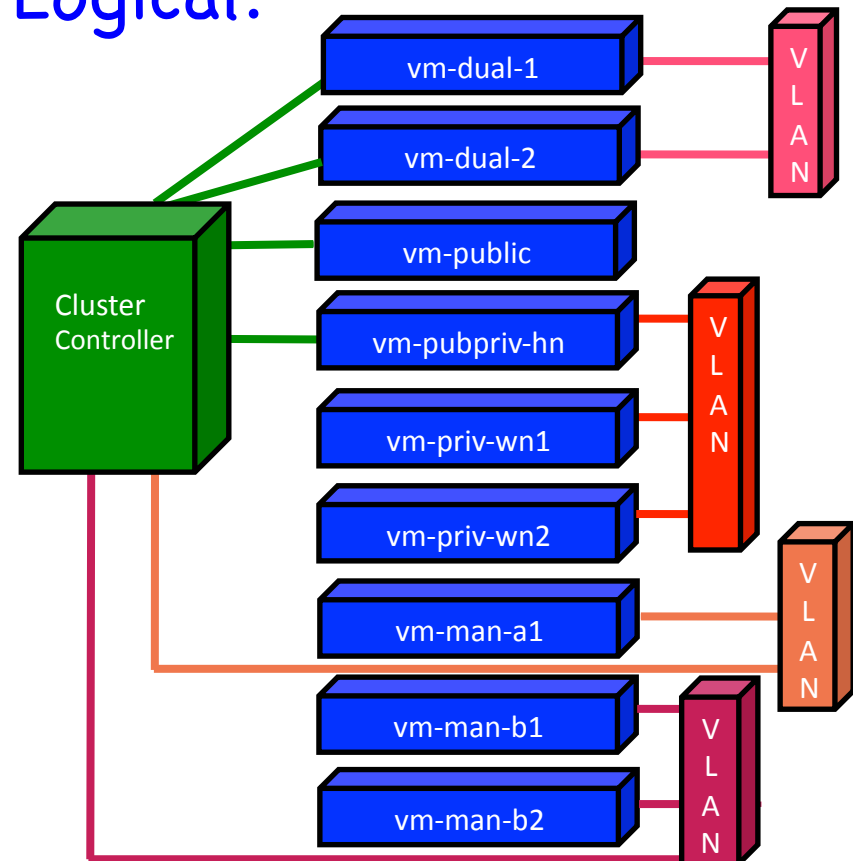 Logical:
vm-dual-1
V
L
A
N
vm-dual-2
vm-public
Cluster
Controller
vm-pubpriv-hn
V
L
A
N
vm-priv-wn1
vm-priv-wn2
V
L
A
N
vm-man-a1
vm-man-b1
V
L
A
N
vm-man-b2